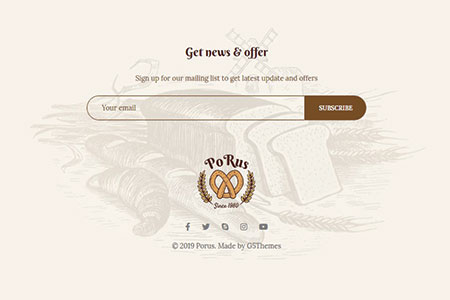 Get news & offer
Sign up for our mailing list to get latest update and offers
Your email
SUBSCRIBE
PoRus
Since 1980
© 2019 Porus. Made by G5Themes